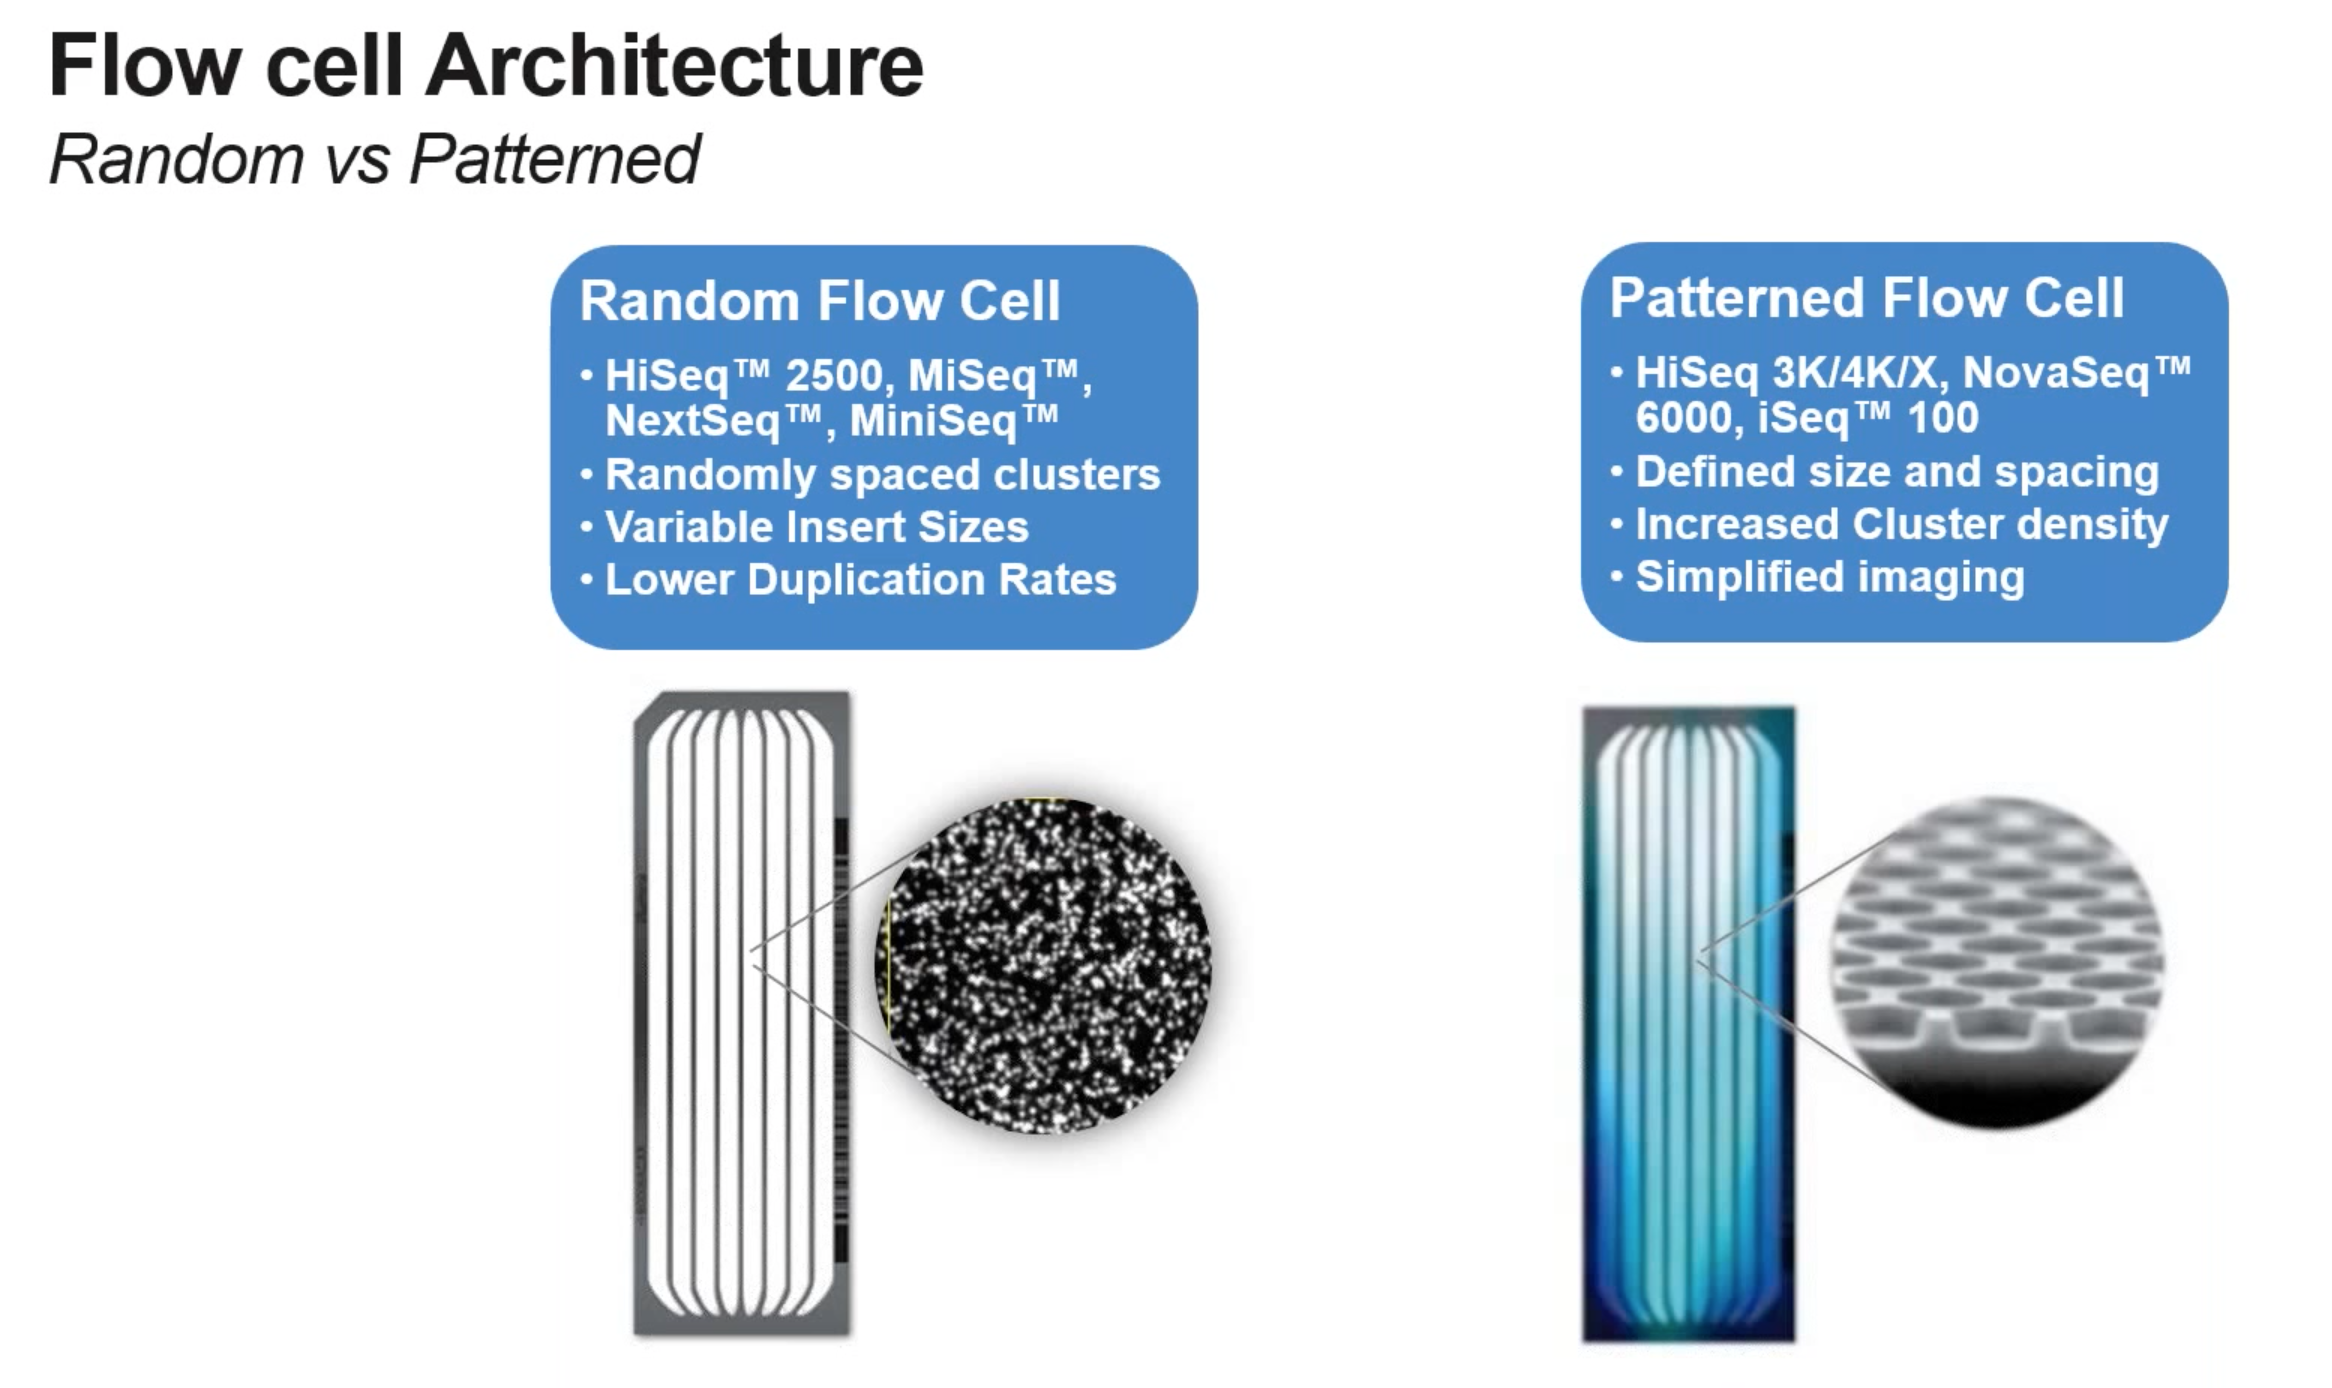 Flow cell Architecture
Random vs Patterned
Random Flow Cell
• HiSeq™ 2500, MiSeq™,
NextSeq™, MiniSeq™
• Randomly spaced clusters
• Variable Insert Sizes
• Lower Duplication Rates
Patterned Flow Cell
• HiSeq 3K/4K/X, NovaSeq™
6000, iSeq™ 100
• Defined size and spacing
• Increased Cluster density
• Simplified imaging